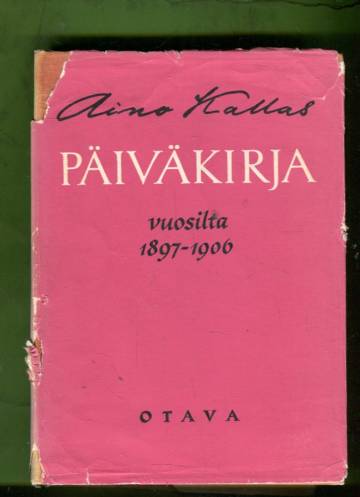 Aino Kallas
PÄIVÄKIRJA
vuosilta
1897-1906
OTAVA